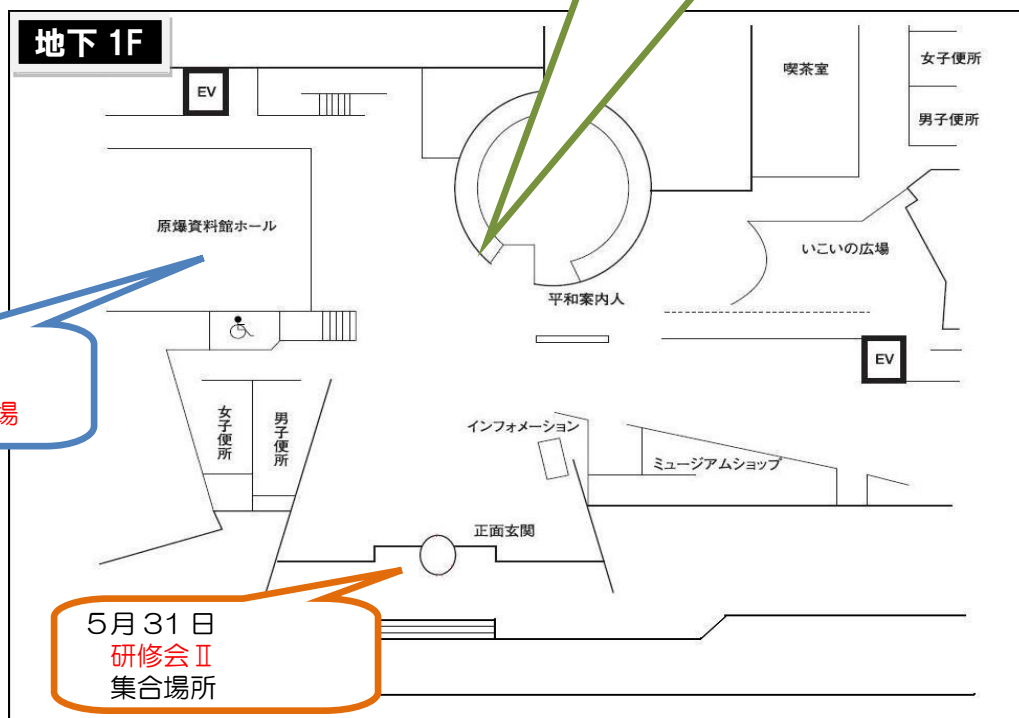 地下 1F
EV
喫茶室
女子便所
男子便所
原爆資料館ホール
いこいの広場
平和案内人
EV
場
女子便所
男子便所
インフォメーション
ミュージアムショップ
正面玄関
5月31日
研修会Ⅱ
集合場所